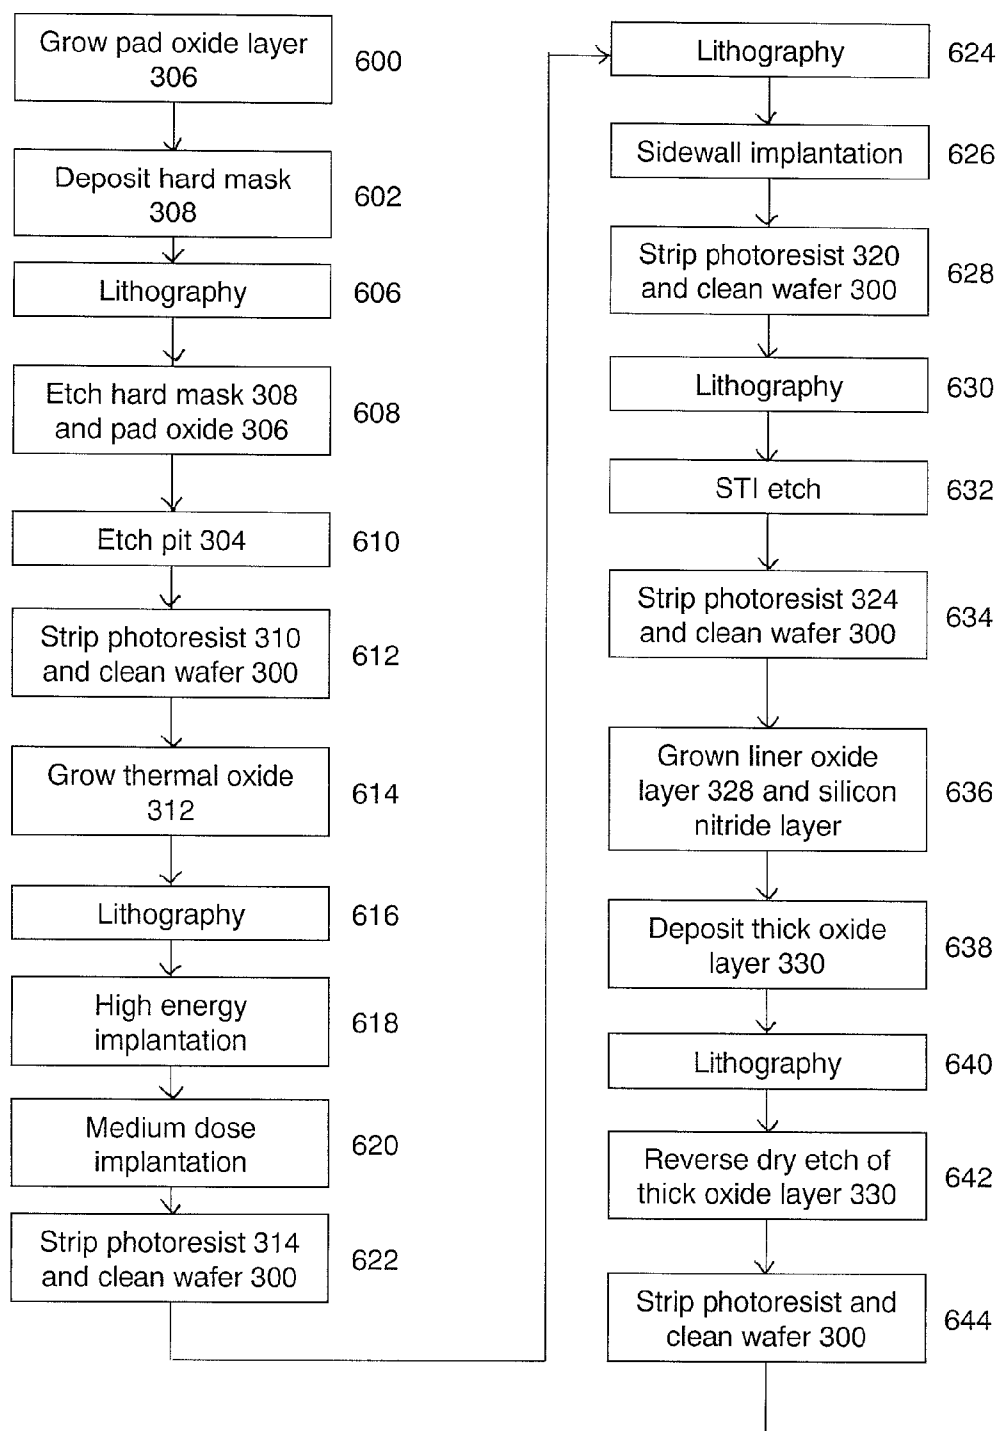 Grow pad oxide layer
306
600
Deposit hard mask
308
602
Lithography
606
Etch hard mask 308
and pad oxide 306
608
Etch pit 304
610
Strip photoresist 310
and clean wafer 300
612
Grow thermal oxide
312
614
Lithography
616
High energy
implantation
618
Medium dose
implantation
620
Strip photoresist 314
and clean wafer 300
622
Lithography
624
Sidewall implantation
626
Strip photoresist 320
and clean wafer 300
628
Lithography
630
STI etch
632
Strip photoresist 324
and clean wafer 300
634
Grown liner oxide
layer 328 and silicon
nitride layer
636
Deposit thick oxide
layer 330
638
Lithography
640
Reverse dry etch of
thick oxide layer 330
642
Strip photoresist and
clean wafer 300
644